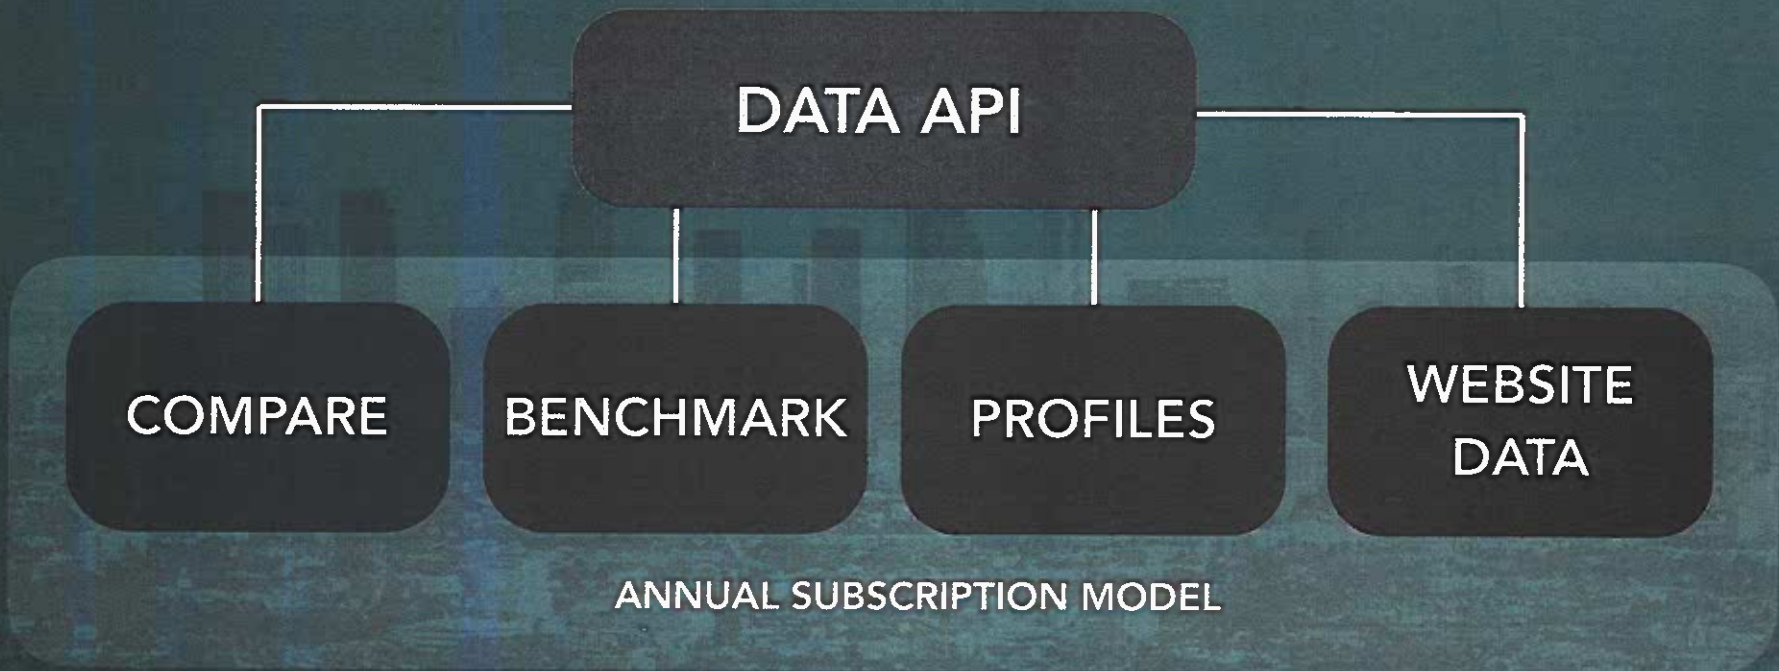 DATA API
COMPARE
BENCHMARK
PROFILES
WEBSITE
DATA
ANNUAL SUBSCRIPTION MODEL